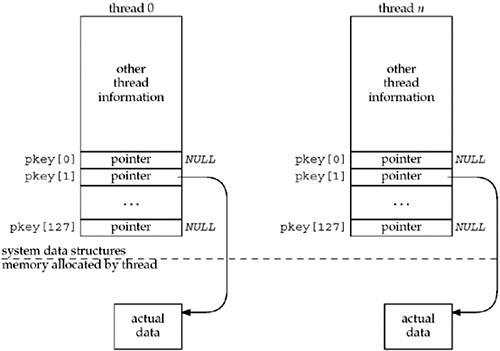 thread 0
other
thread
information
pkey[0] pointer NULL
pkey[1] pointer
...
pkey[127] pointer NULL
thread n
other
thread
information
pkey[0] pointer NULL
pkey[1] pointer
...
pkey[127] pointer NULL
system data structures
memory allocated by thread
actual
data
actual
data